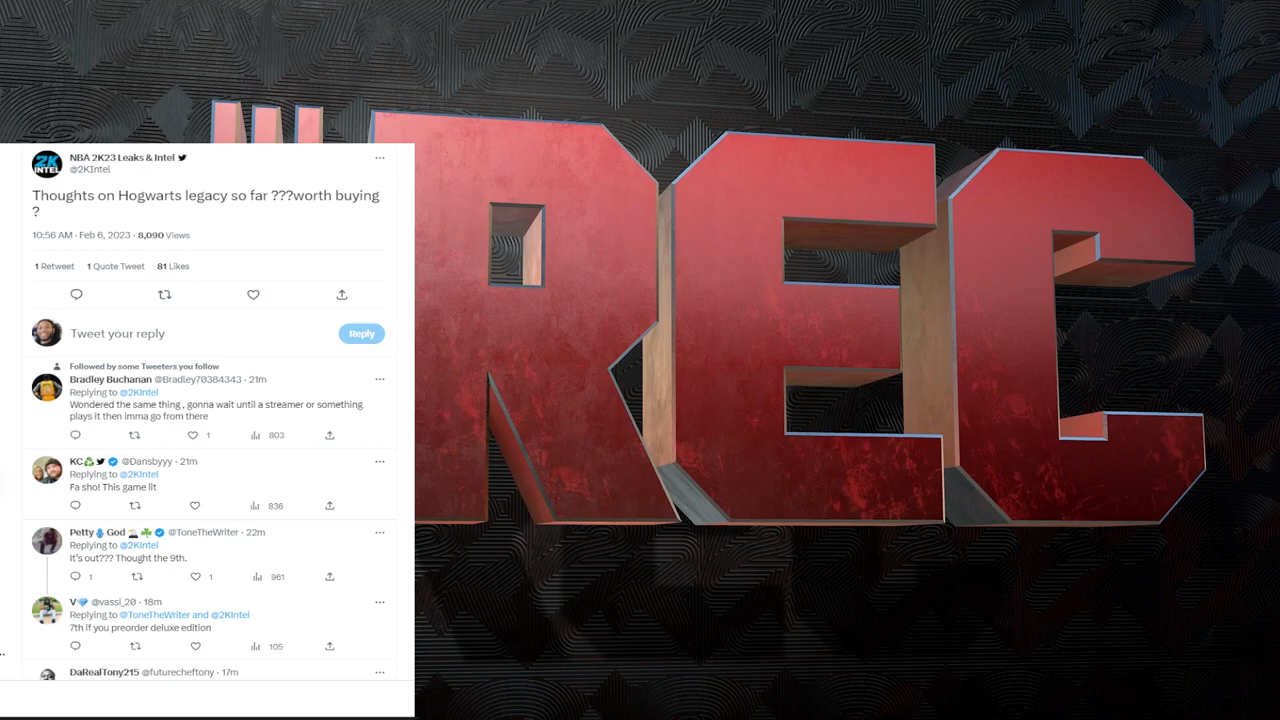 REC
2K
INTEL
NBA 2K23 Leaks & Intel
@2KIntel
Thoughts on Hogwarts legacy so far ???worth buying
?
10:56 AM · Feb 6, 2023 · 8,090 Views
1 Retweet 1 Quote Tweet 81 Likes
Tweet your reply
Reply
Followed by some Tweeters you follow
Bradley Buchanan @Bradley70384343 · 21m
Replying to @2KIntel
Wondered the same thing , gonna wait until a streamer or something
plays it then imma go from there
1 803
KC♻️ @Dansbyyy · 21m
Replying to @2KIntel
Fa sho! This game lit
836
Petty God ☘️ @ToneTheWriter · 22m
Replying to @2KIntel
It's out??? Thought the 9th.
1 1 961
V💎 @vassi_20 · 18m
Replying to @ToneTheWriter and @2KIntel
7th if you preorder deluxe edition
105
DaRealTony215 @futurecheftony · 17m